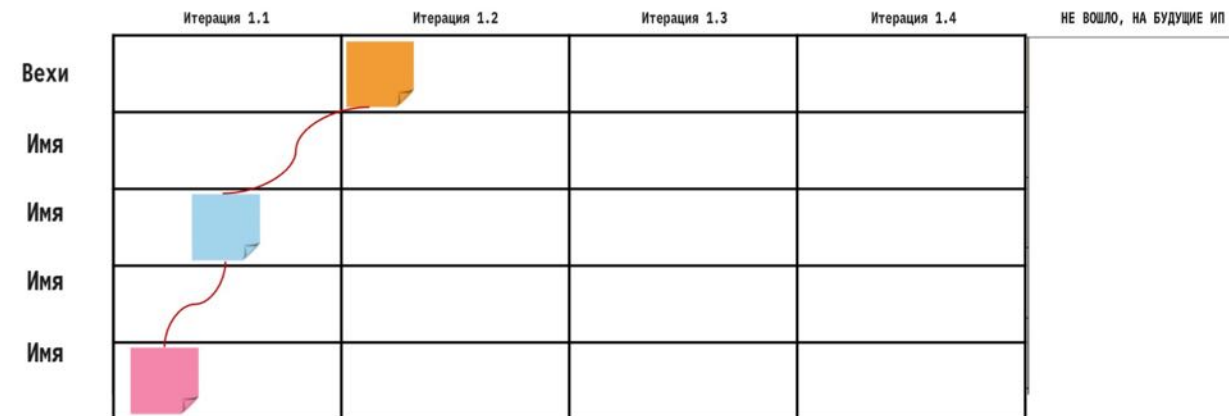 Итерация 1.1 Итерация 1.2 Итерация 1.3 Итерация 1.4 НЕ ВОШЛО, НА БУДУЩИЕ ИП
Вехи
Имя
Имя
Имя
Имя